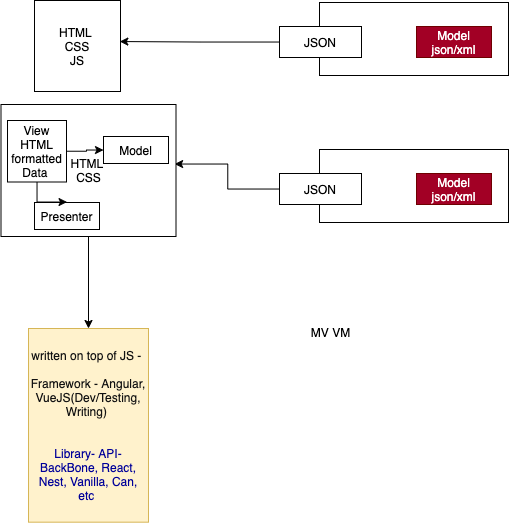 HTML
CSS
JS
JSON
Model
json/xml
View
HTML
formatted
Data
HTML
CSS
Model
Presenter
JSON
Model
json/xml
MV VM
written on top of JS -
Framework - Angular,
VueJS(Dev/Testing,
Writing)
Library- API-
BackBone, React,
Nest, Vanilla, Can,
etc